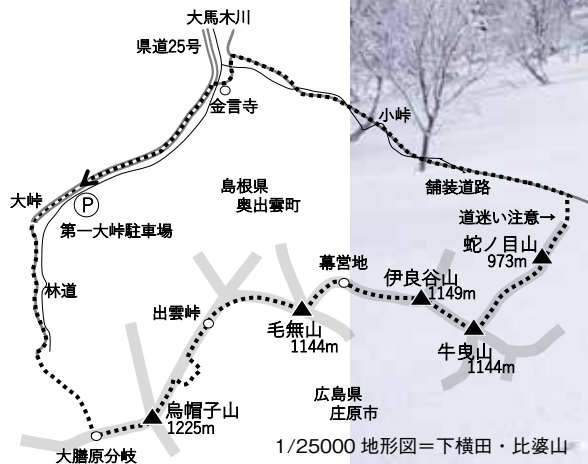 大馬木川
県道25号
金言寺
小峠
島根県
奥出雲町
舗装道路
大峠
P
第一大峠駐車場
道迷い注意→
蛇ノ目山
973m
林道
幕営地
伊良谷山
1149m
出雲峠
毛無山
1144m
牛曳山
1144m
広島県
庄原市
烏帽子山
1225m
大膳原分岐
1/25000 地形図＝下横田・比婆山